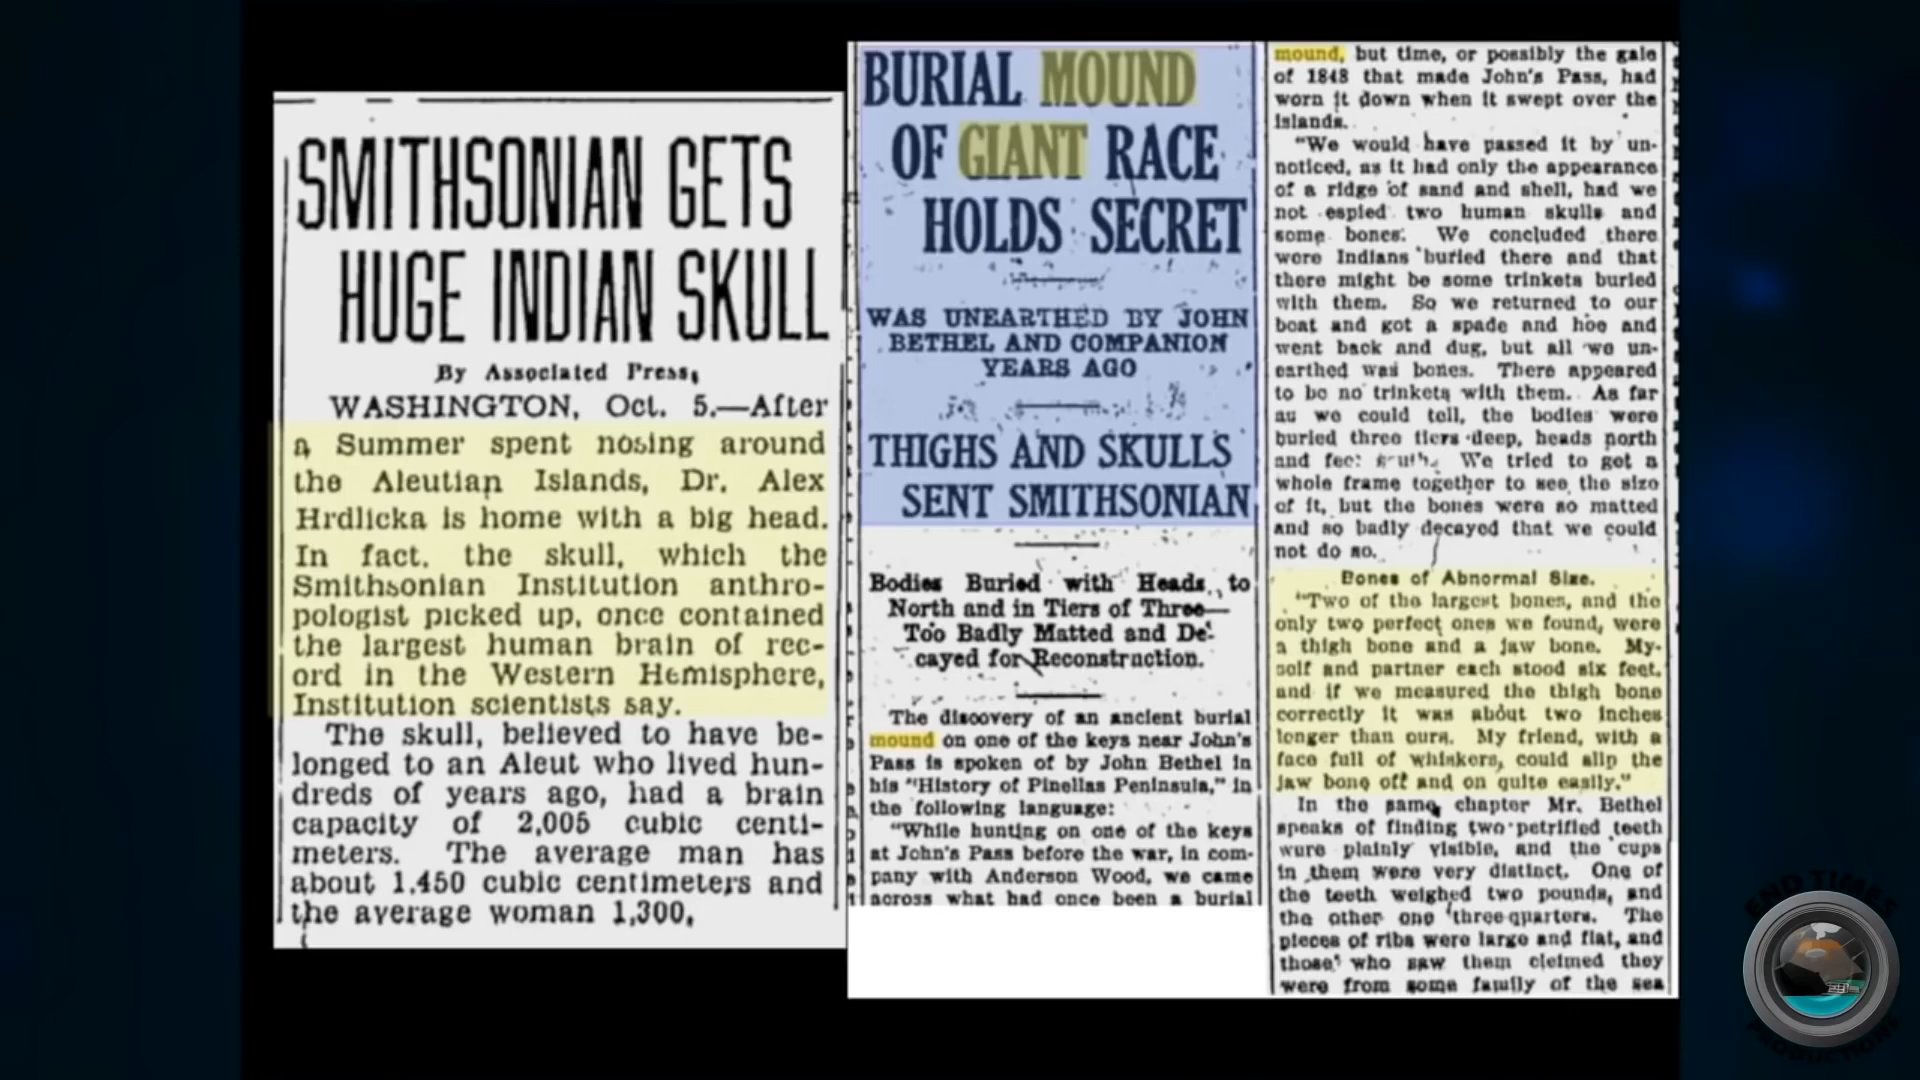 SMITHSONIAN GETS
HUGE INDIAN SKULL
By Associated Press.
WASHINGTON, Oct. 5.—After
a Summer spent nosing around
the Aleutian Islands, Dr. Alex
Hrdlicka is home with a big head.
In fact. the skull, which the
Smithsonian Institution anthro-
pologist picked up, once contained
the largest human brain of rec-
ord in the Western Hemisphere,
Institution scientists say.
The skull, believed to have be-
longed to an Aleut who lived hun-
dreds of years ago, had a brain
capacity of 2,005 cubic centi-
meters. The average man has
about 1.450 cubic centimeters and
the average woman 1,300,
BURIAL MOUND
OF GIANT RACE
HOLDS SECRET
WAS UNEARTHED BY JOHN
BETHEL AND COMPANION
YEARS AGO
THIGHS AND SKULLS
SENT SMITHSONIAN
Bodies Buried with Heads to
North and in Tiers of Three—
Too Badly Matted and De-
cayed for Reconstruction.
The discovery of an ancient burial
mound on one of the keys near John's
Pass is spoken of by John Bethel in
his "History of Pinellas Peninsula," in
the following language:
"While hunting on one of the keys
at John's Pass before the war, in com-
pany with Anderson Wood, we came
across what had once been a burial
mound, but time, or possibly the gale
of 1848 that made John's Pass, had
worn it down when it swept over the
islands.
"We would have passed it by un-
noticed, as it had only the appearance
of a ridge of sand and shell, had we
not espied two human skulls and
some bones. We concluded there
were Indians buried there and that
there might be some trinkets buried
with them. So we returned to our
boat and got a spade and hoe and
went back and dug, but all we un-
earthed was bones. There appeared
to be no trinkets with them. As far
as we could tell, the bodies were
buried three tiers deep, heads north
and feet south. We tried to get a
whole frame together to see the size
of it, but the bones were so matted
and so badly decayed that we could
not do so.
Bones of Abnormal Size.
"Two of the largest bones, and the
only two perfect ones we found, were
a thigh bone and a jaw bone. My-
self and partner each stood six feet,
and if we measured the thigh bone
correctly it was about two inches
longer than ours. My friend, with a
face full of whiskers, could slip the
jaw bone off and on quite easily."
In the same chapter Mr. Bethel
speaks of finding two petrified teeth
were plainly visible, and the cups
in them were very distinct. One of
the teeth weighed two pounds, and
the other one three-quarters. The
pieces of ribs were large and flat, and
those who saw them claimed they
were from some family of the sea
END TIMES
PRODUCTIONS